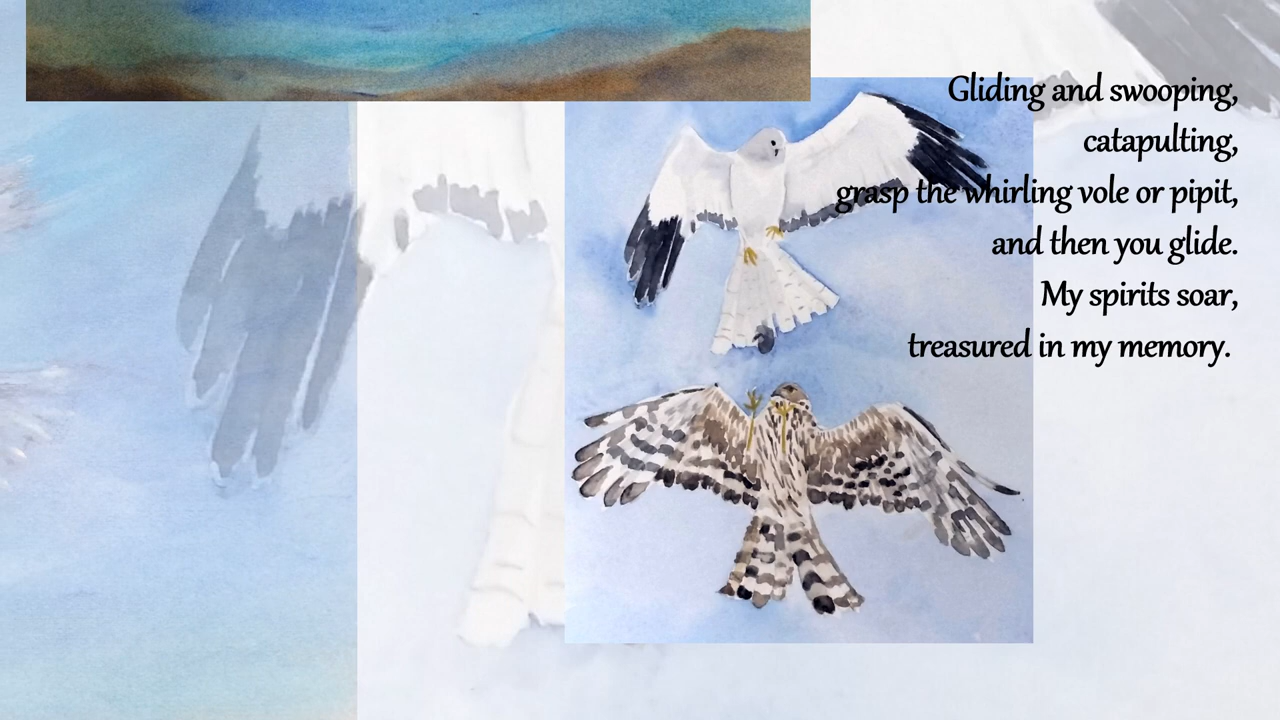 Gliding and swooping,
catapulting,
grasp the whirling vole or pipit,
and then you glide.
My spirits soar,
treasured in my memory.